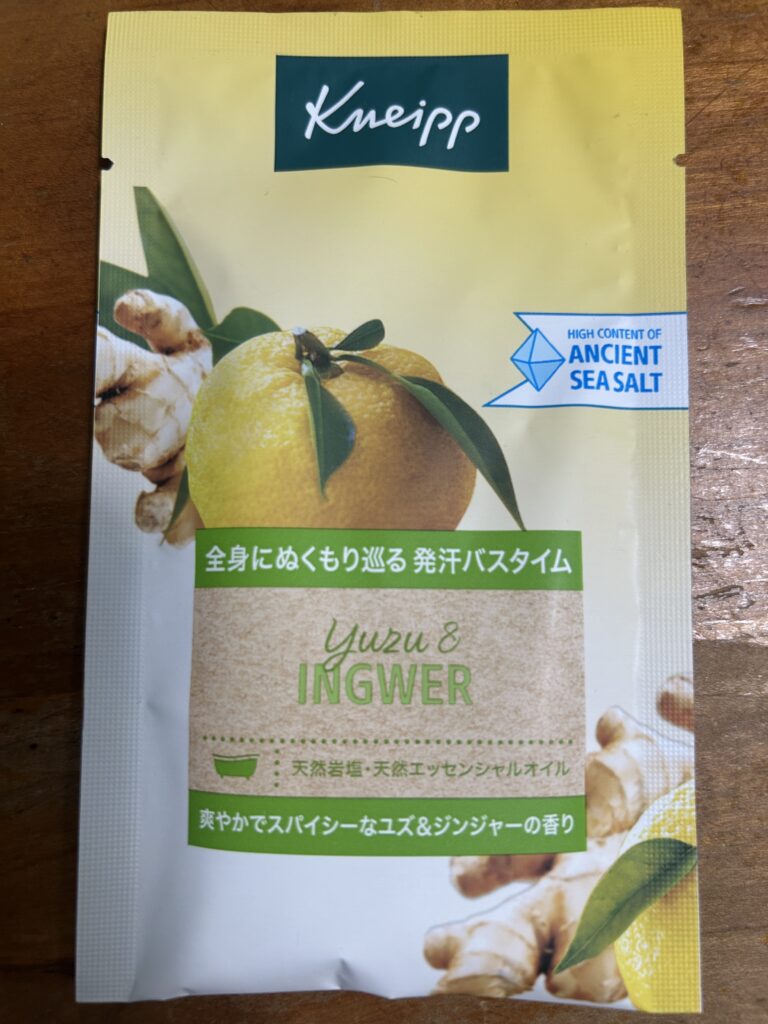 Kneipp
HIGH CONTENT OF
ANCIENT
SEA SALT
全身にぬくもり巡る 発汗バスタイム
Yuzu &
INGWER
天然岩塩・天然エッセンシャルオイル
爽やかでスパイシーなユズ&ジンジャーの香り